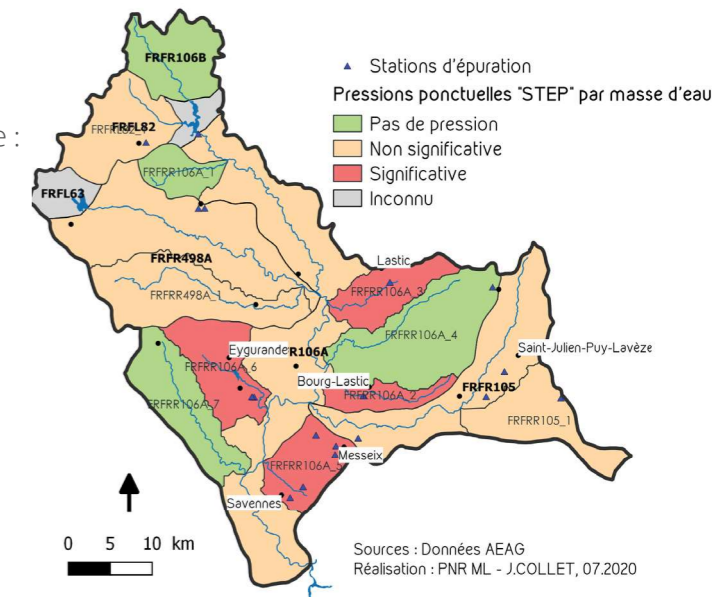 e :
Stations d'épuration
Pressions ponctuelles "STEP" par masse d'eau
Pas de pression
Non significative
Significative
Inconnu
FRFR106B
FRFL82
FRFRR106A_1
FRFL63
FRFR498A
FRFRR498A_1
Lastic
FRFRR106A_3
FRFRR106A_4
Eygurande
R106A
FRFRR106A_6
Saint-Julien-Puy-Lavèze
Bourg-Lastic
FRFRR106A_2
FRFR105
FRFRR106A_7
FRFRR105_1
Messeix
Savennes
0 5 10 km
Sources : Données AEAG
Réalisation : PNR ML - J.COLLET, 07.2020